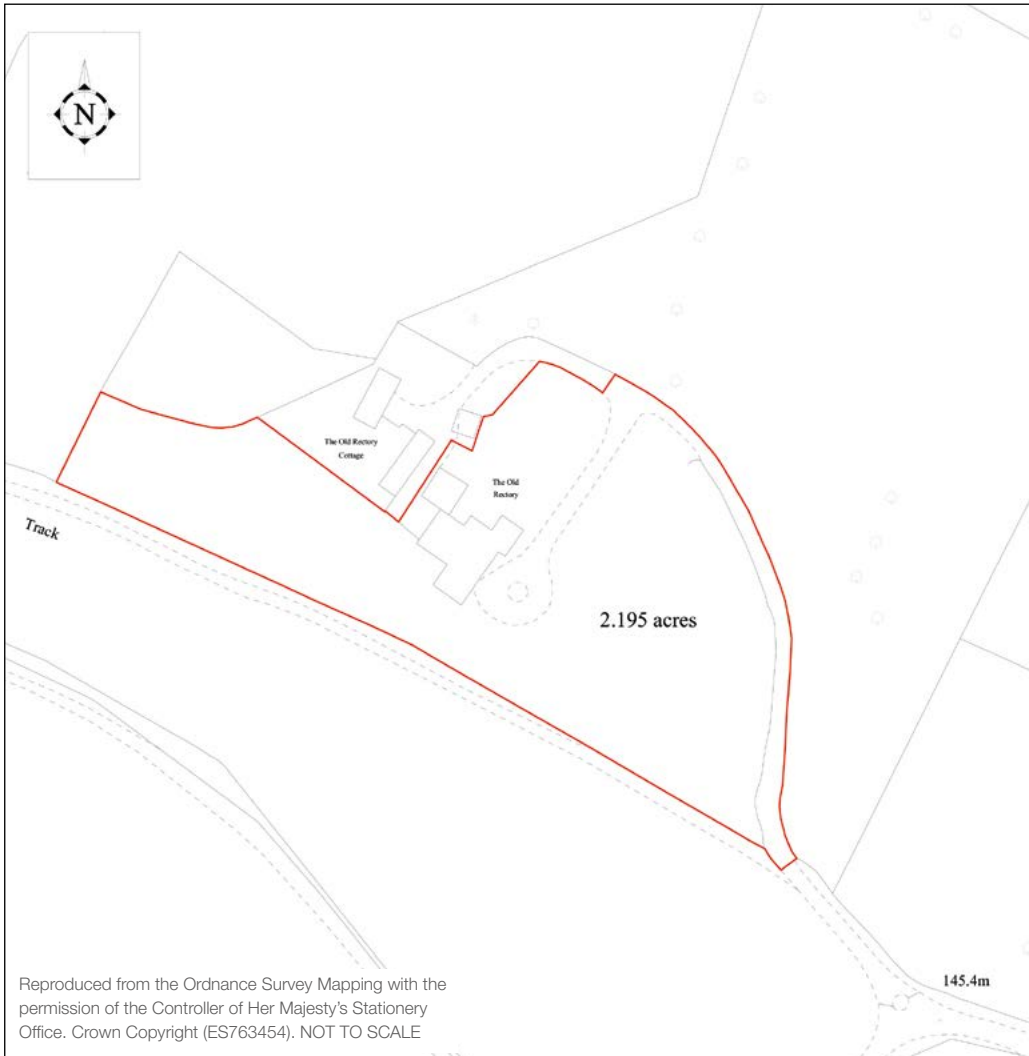 N
The Old Rectory
Cottage
The Old
Rectory
Track
2.195 acres
145.4m
Reproduced from the Ordnance Survey Mapping with the
permission of the Controller of Her Majesty's Stationery
Office. Crown Copyright (ES763454). NOT TO SCALE